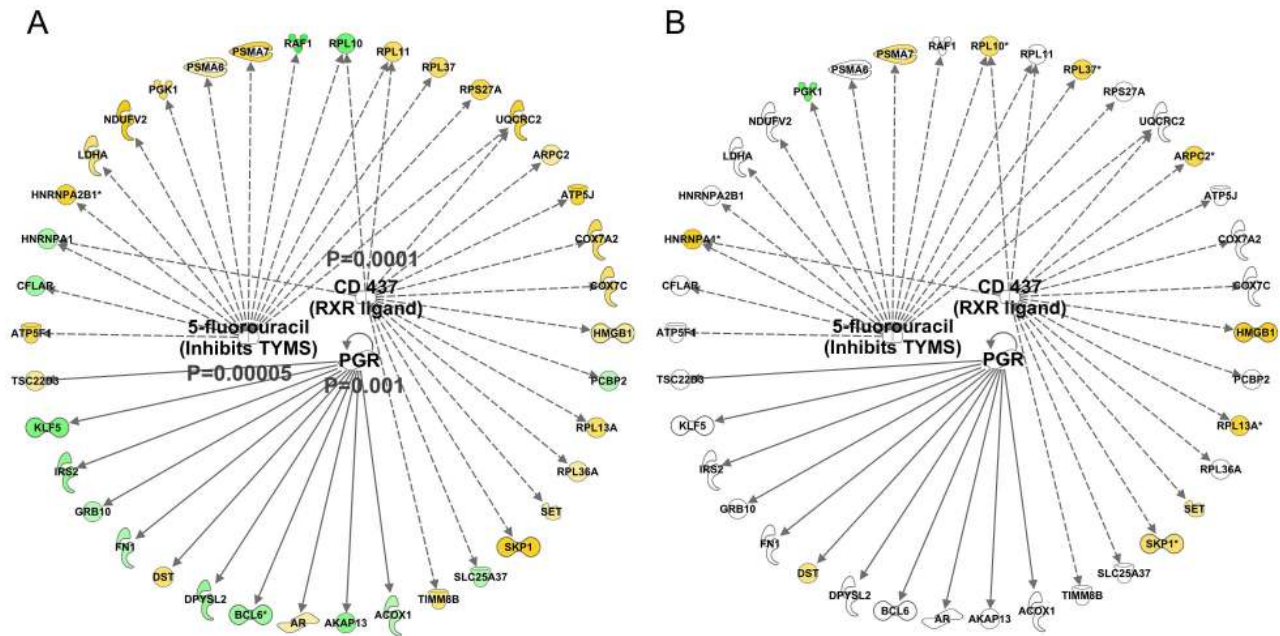 A
RAF1
RPL10
RPL11
RPL37
RPS27A
UQCRC2
ARPC2
ATP5J
COX7A2
COX7C
HMGB1
PCBP2
RPL13A
RPL36A
SET
SKP1
SLC25A37
TIMM8B
ACOX1
AKAP13
AR
BCL6*
DPYSL2
DST
FN1
GRB10
IRS2
KLF5
TSC22D3
ATP5F1
CFLAR
HNRNPA1
HNRNPA2B1*
LDHA
NDUFV2
PGK1
PSMA6
PSMA7
P=0.0001
CD 437
(RXR ligand)
5-fluorouracil
(Inhibits TYMS)
P=0.00005
PGR
P=0.001
B
RAF1
RPL10*
RPL11
RPL37*
RPS27A
UQCRC2
ARPC2*
ATP5J
COX7A2
COX7C
HMGB1
PCBP2
RPL13A*
RPL36A
SET
SKP1*
SLC25A37
TIMM8B
ACOX1
AKAP13
AR
BCL6
DPYSL2
DST
FN1
GRB10
IRS2
KLF5
TSC22D3
ATP5F1
CFLAR
HNRNPA1*
HNRNPA2B1
LDHA
NDUFV2
PGK1
PSMA6
PSMA7
CD 437
(RXR ligand)
5-fluorouracil
(Inhibits TYMS)
PGR